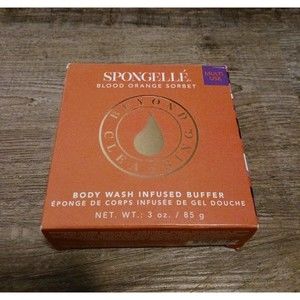 SPONGELLÉ
BLOOD ORANGE SORBET
MULTI
USE
BEYOND
CLEANSING
BODY WASH INFUSED BUFFER
ÉPONGE DE CORPS INFUSÉE DE GEL DOUCHE
NET. WT.: 3 oz. / 85 g